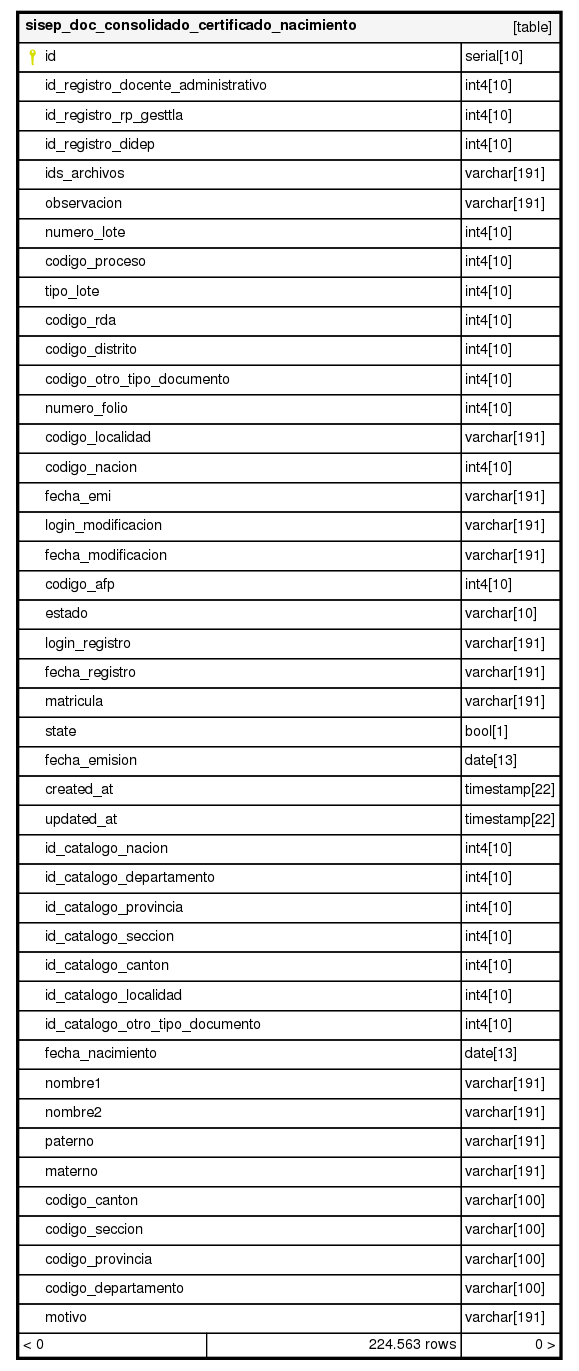 sisep_doc_consolidado_certificado_nacimiento [table]
id serial[10]
id_registro_docente_administrativo int4[10]
id_registro_rp_gesttla int4[10]
id_registro_didep int4[10]
ids_archivos varchar[191]
observacion varchar[191]
numero_lote int4[10]
codigo_proceso int4[10]
tipo_lote int4[10]
codigo_rda int4[10]
codigo_distrito int4[10]
codigo_otro_tipo_documento int4[10]
numero_folio int4[10]
codigo_localidad varchar[191]
codigo_nacion int4[10]
fecha_emi varchar[191]
login_modificacion varchar[191]
fecha_modificacion varchar[191]
codigo_afp int4[10]
estado varchar[10]
login_registro varchar[191]
fecha_registro varchar[191]
matricula varchar[191]
state bool[1]
fecha_emision date[13]
created_at timestamp[22]
updated_at timestamp[22]
id_catalogo_nacion int4[10]
id_catalogo_departamento int4[10]
id_catalogo_provincia int4[10]
id_catalogo_seccion int4[10]
id_catalogo_canton int4[10]
id_catalogo_localidad int4[10]
id_catalogo_otro_tipo_documento int4[10]
fecha_nacimiento date[13]
nombre1 varchar[191]
nombre2 varchar[191]
paterno varchar[191]
materno varchar[191]
codigo_canton varchar[100]
codigo_seccion varchar[100]
codigo_provincia varchar[100]
codigo_departamento varchar[100]
motivo varchar[191]
< 0 224.563 rows 0 >